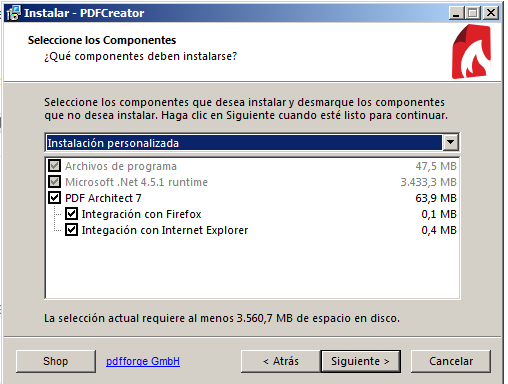 Instalar - PDFCreator
Seleccione los Componentes
¿Qué componentes deben instalarse?
Seleccione los componentes que desea instalar y desmarque los componentes
que no desea instalar. Haga clic en Siguiente cuando esté listo para continuar.
Instalación personalizada
Archivos de programa 47,5 MB
Microsoft .Net 4.5.1 runtime 3.433,3 MB
PDF Architect 7 63,9 MB
Integración con Firefox 0,1 MB
Integación con Internet Explorer 0,4 MB
La selección actual requiere al menos 3.560,7 MB de espacio en disco.
Shop pdfforge GmbH < Atrás Siguiente > Cancelar